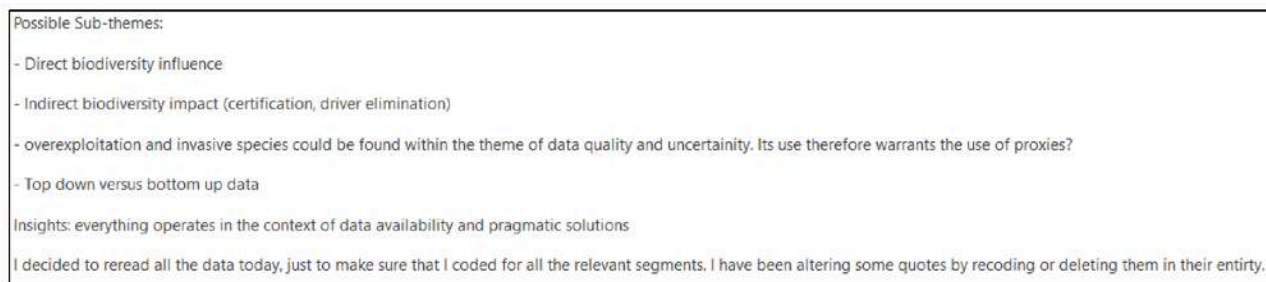 Possible Sub-themes:
- Direct biodiversity influence
- Indirect biodiversity impact (certification, driver elimination)
- overexploitation and invasive species could be found within the theme of data quality and uncertainity. Its use therefore warrants the use of proxies?
- Top down versus bottom up data
Insights: everything operates in the context of data availability and pragmatic solutions
I decided to reread all the data today, just to make sure that I coded for all the relevant segments. I have been altering some quotes by recoding or deleting them in their entirty.